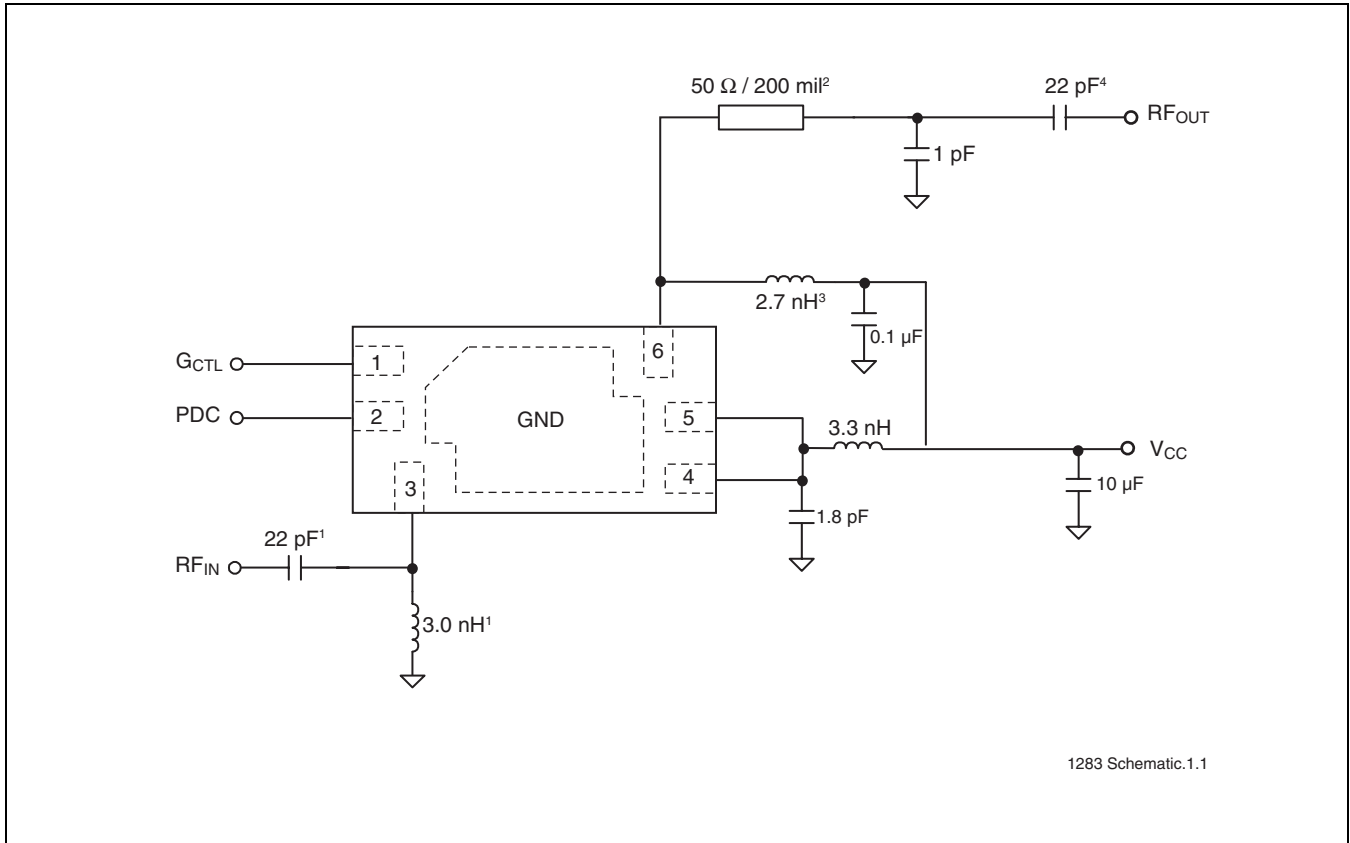 50 Ω / 200 mil²
22 pF⁴
RF_OUT
1 pF
2.7 nH³
0.1 µF
6
G_CTL
1
PDC
2
GND
5
3.3 nH
V_CC
4
3
10 µF
1.8 pF
22 pF¹
RF_IN
3.0 nH¹
1283 Schematic.1.1